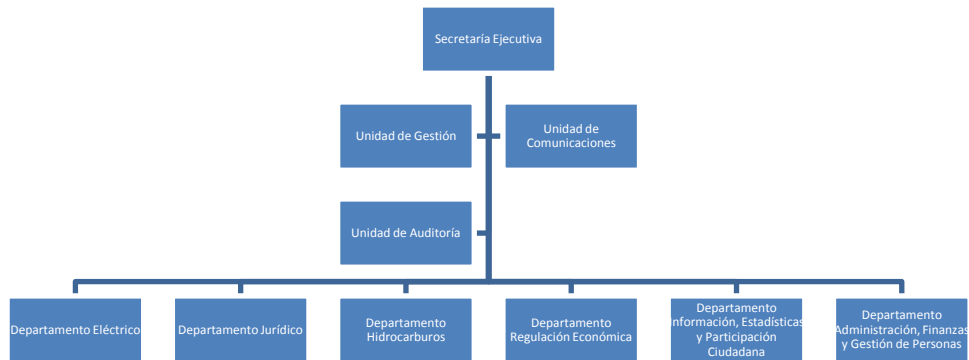 Secretaría Ejecutiva
Unidad de Gestión
Unidad de
Comunicaciones
Unidad de Auditoría
Departamento Eléctrico
Departamento Jurídico
Departamento
Hidrocarburos
Departamento
Regulación Económica
Departamento
Información, Estadísticas
y Participación
Ciudadana
Departamento
Administración, Finanzas
y Gestión de Personas